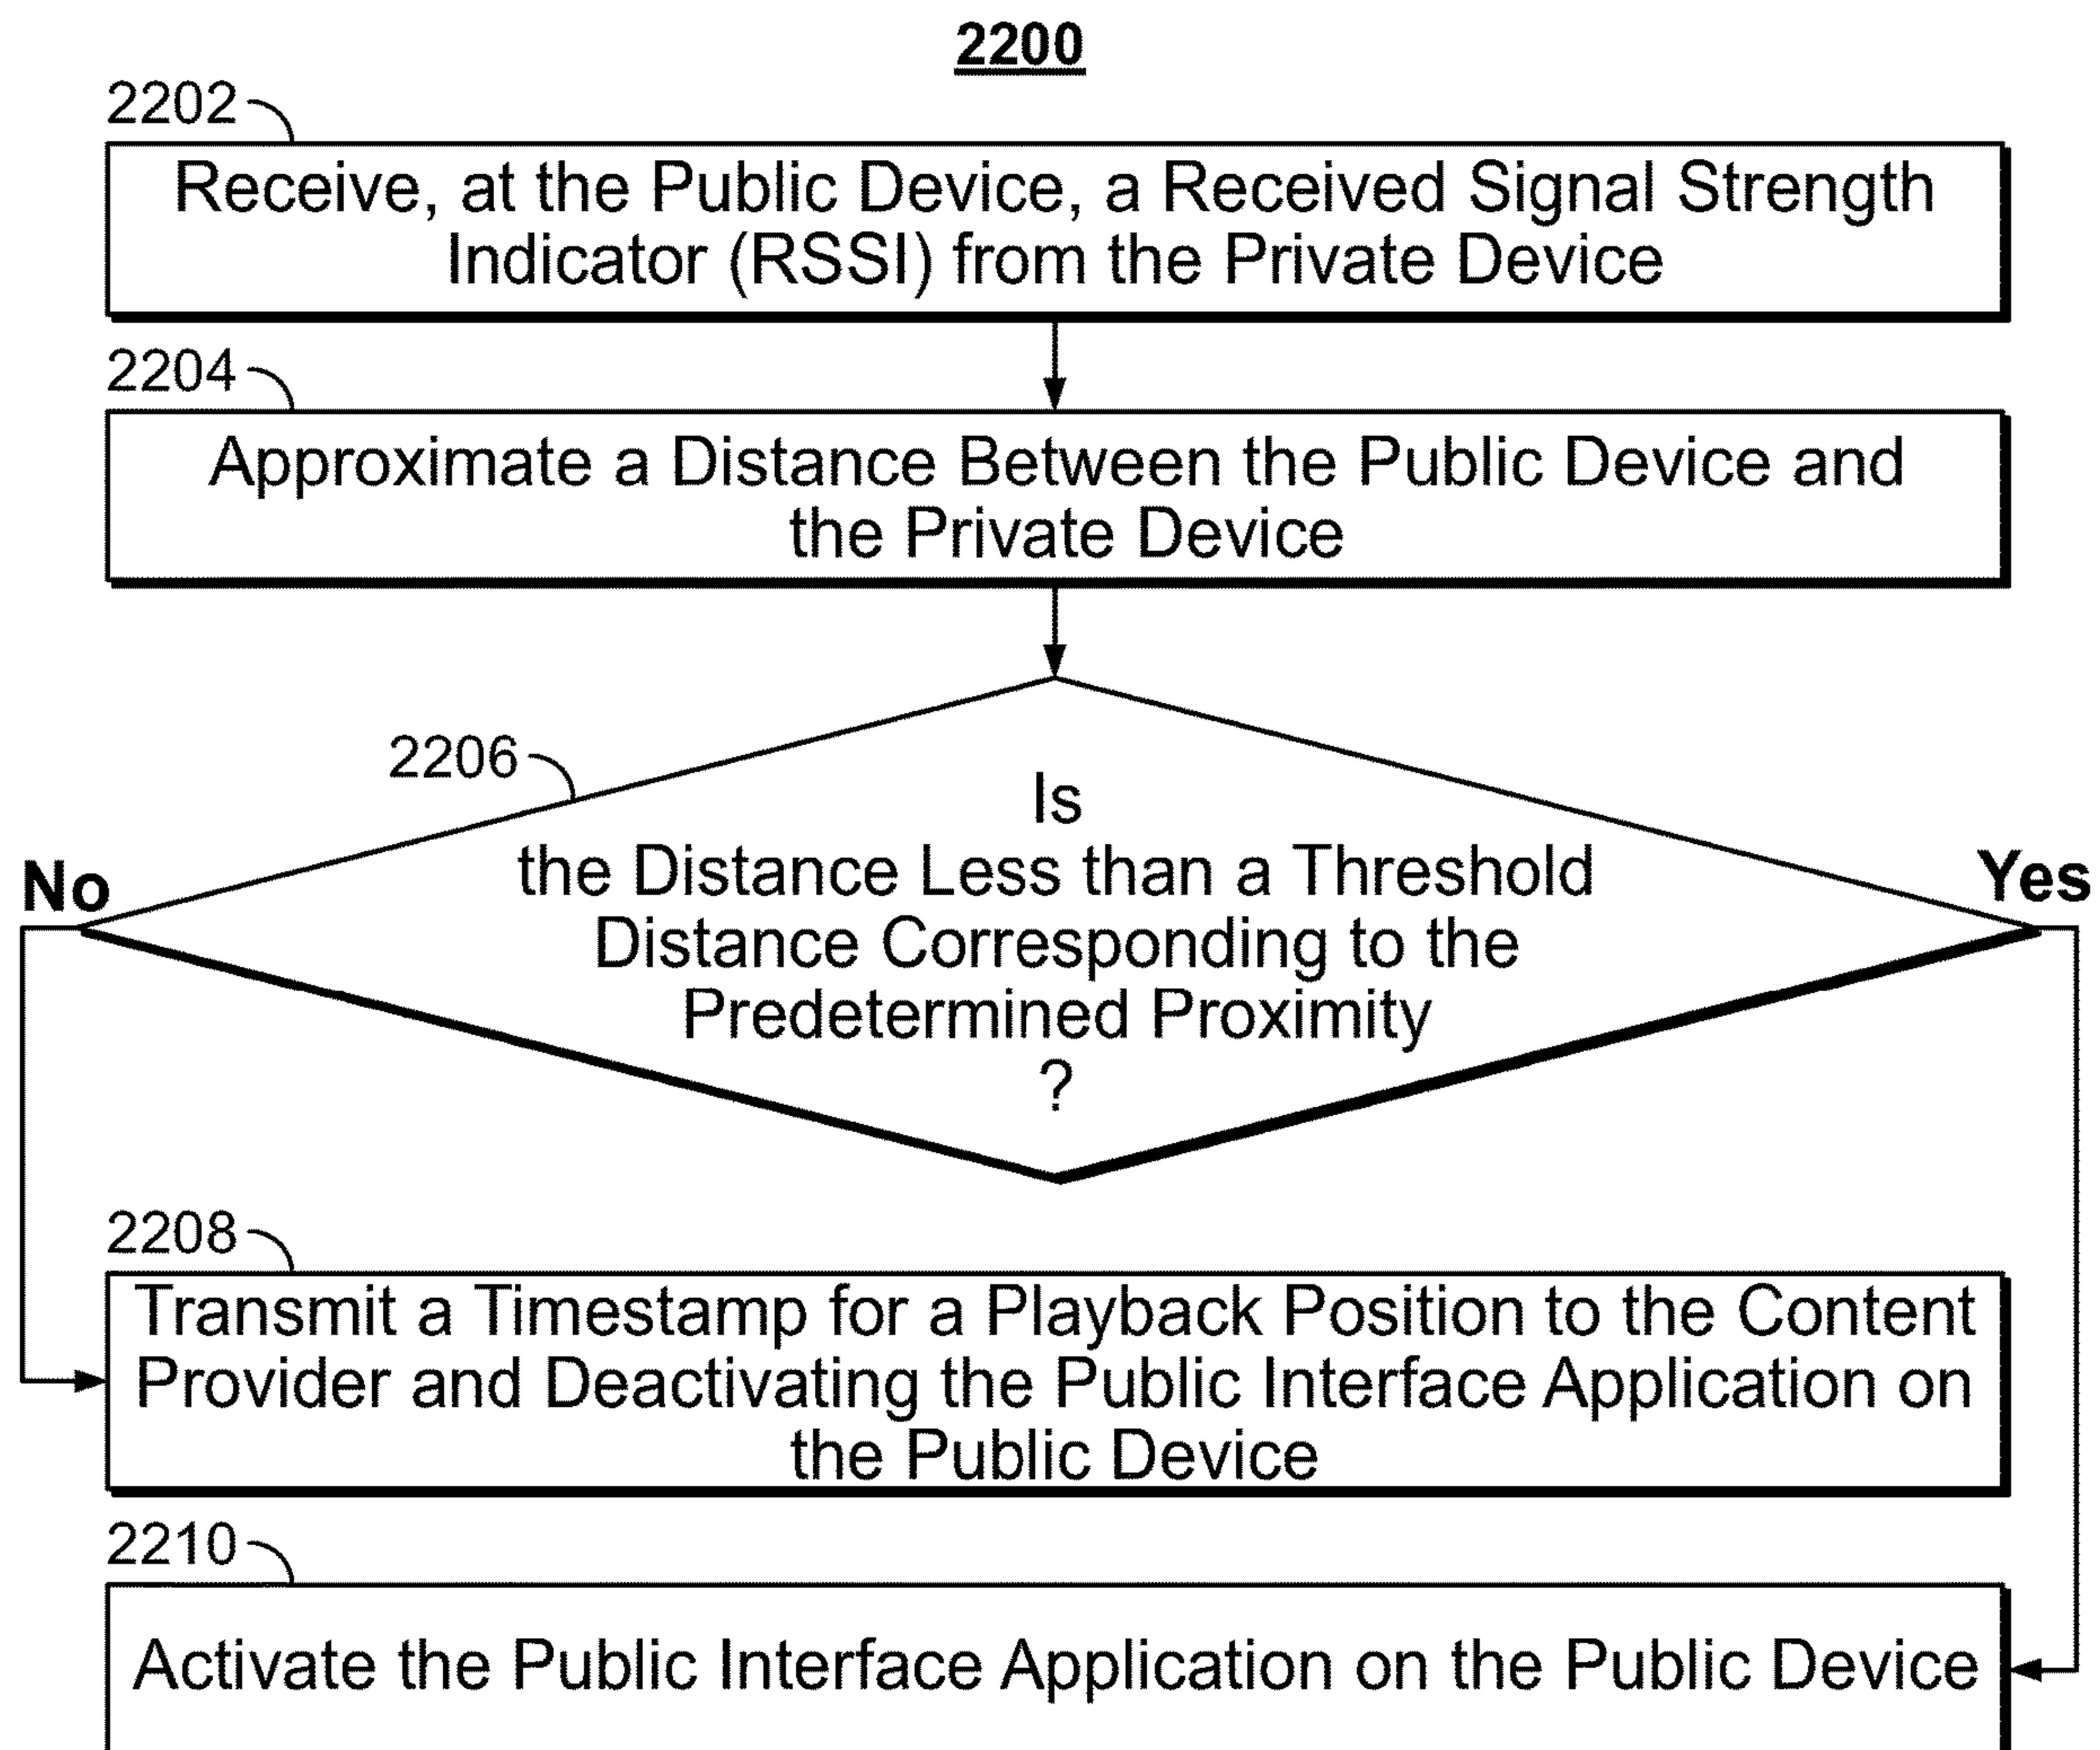 2200
2202
Receive, at the Public Device, a Received Signal Strength
Indicator (RSSI) from the Private Device
2204
Approximate a Distance Between the Public Device and
the Private Device
2206
Is
the Distance Less than a Threshold
Distance Corresponding to the
Predetermined Proximity
?
No
Yes
2208
Transmit a Timestamp for a Playback Position to the Content
Provider and Deactivating the Public Interface Application on
the Public Device
2210
Activate the Public Interface Application on the Public Device